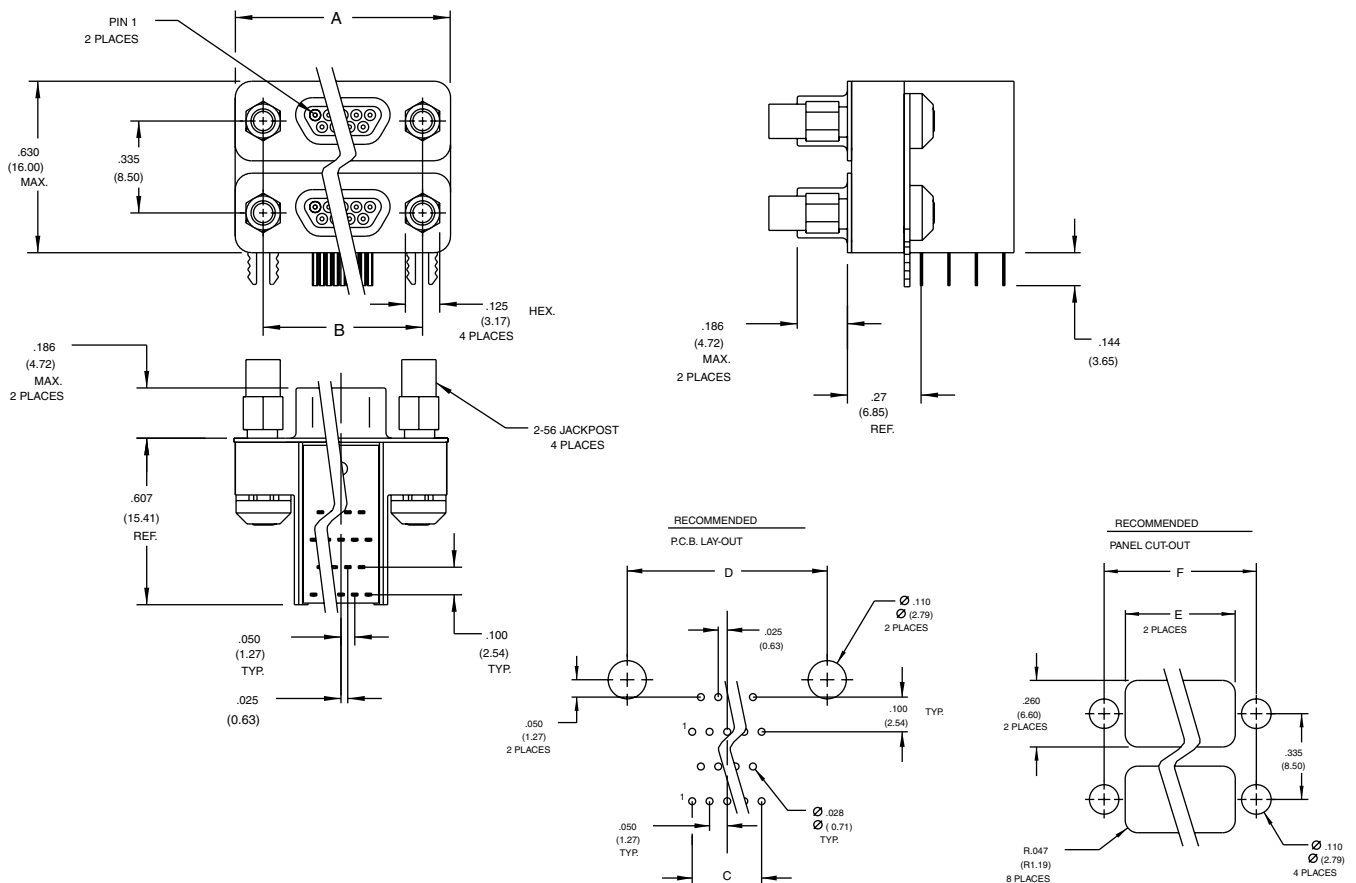 PIN 1
2 PLACES
A
.630
(16.00)
MAX.
.335
(8.50)
.125
(3.17)
4 PLACES
HEX.
B
.186
(4.72)
MAX.
2 PLACES
.27
(6.85)
REF.
.144
(3.65)
.186
(4.72)
MAX.
2 PLACES
2-56 JACKPOST
4 PLACES
.607
(15.41)
REF.
.050
(1.27)
TYP.
.025
(0.63)
.100
(2.54)
TYP.
RECOMMENDED
P.C.B. LAY-OUT
D
Ø .110
Ø (2.79)
2 PLACES
.025
(0.63)
.050
(1.27)
2 PLACES
.100
(2.54)
TYP.
1
1
.050
(1.27)
TYP.
Ø .028
Ø ( 0.71)
TYP.
C
RECOMMENDED
PANEL CUT-OUT
F
E
2 PLACES
.260
(6.60)
2 PLACES
.335
(8.50)
R.047
(R1.19)
8 PLACES
Ø .110
Ø (2.79)
4 PLACES